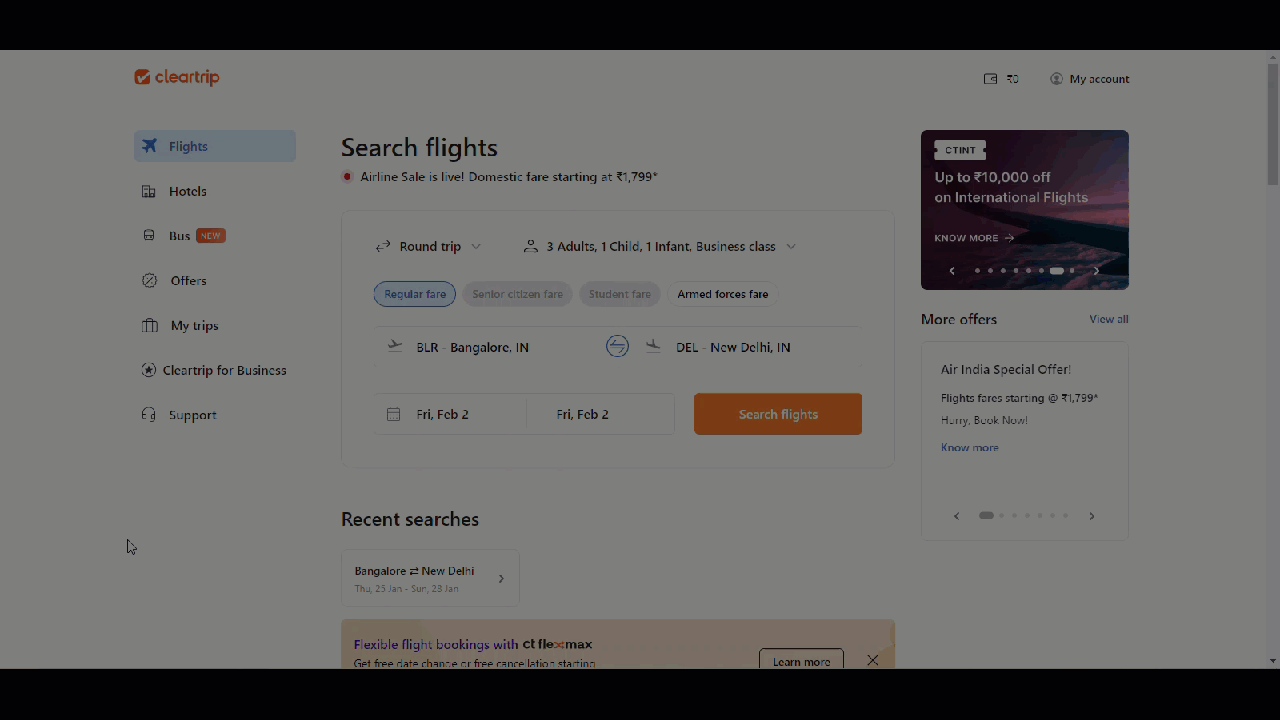 cleartrip
₹0
My account
Flights
Hotels
Bus NEW
Offers
My trips
Cleartrip for Business
Support
Search flights
Airline Sale is live! Domestic fare starting at ₹1,799*
Round trip
3 Adults, 1 Child, 1 Infant, Business class
Regular fare
Senior citizen fare
Student fare
Armed forces fare
BLR - Bangalore, IN
DEL - New Delhi, IN
Fri, Feb 2
Fri, Feb 2
Search flights
Recent searches
Bangalore ⇄ New Delhi
Thu, 25 Jan - Sun, 28 Jan
Flexible flight bookings with ct flexmax
Get free date change or free cancellation starting
Learn more
CTINT
Up to ₹10,000 off
on International Flights
KNOW MORE
More offers
View all
Air India Special Offer!
Flights fares starting @ ₹1,799*
Hurry, Book Now!
Know more